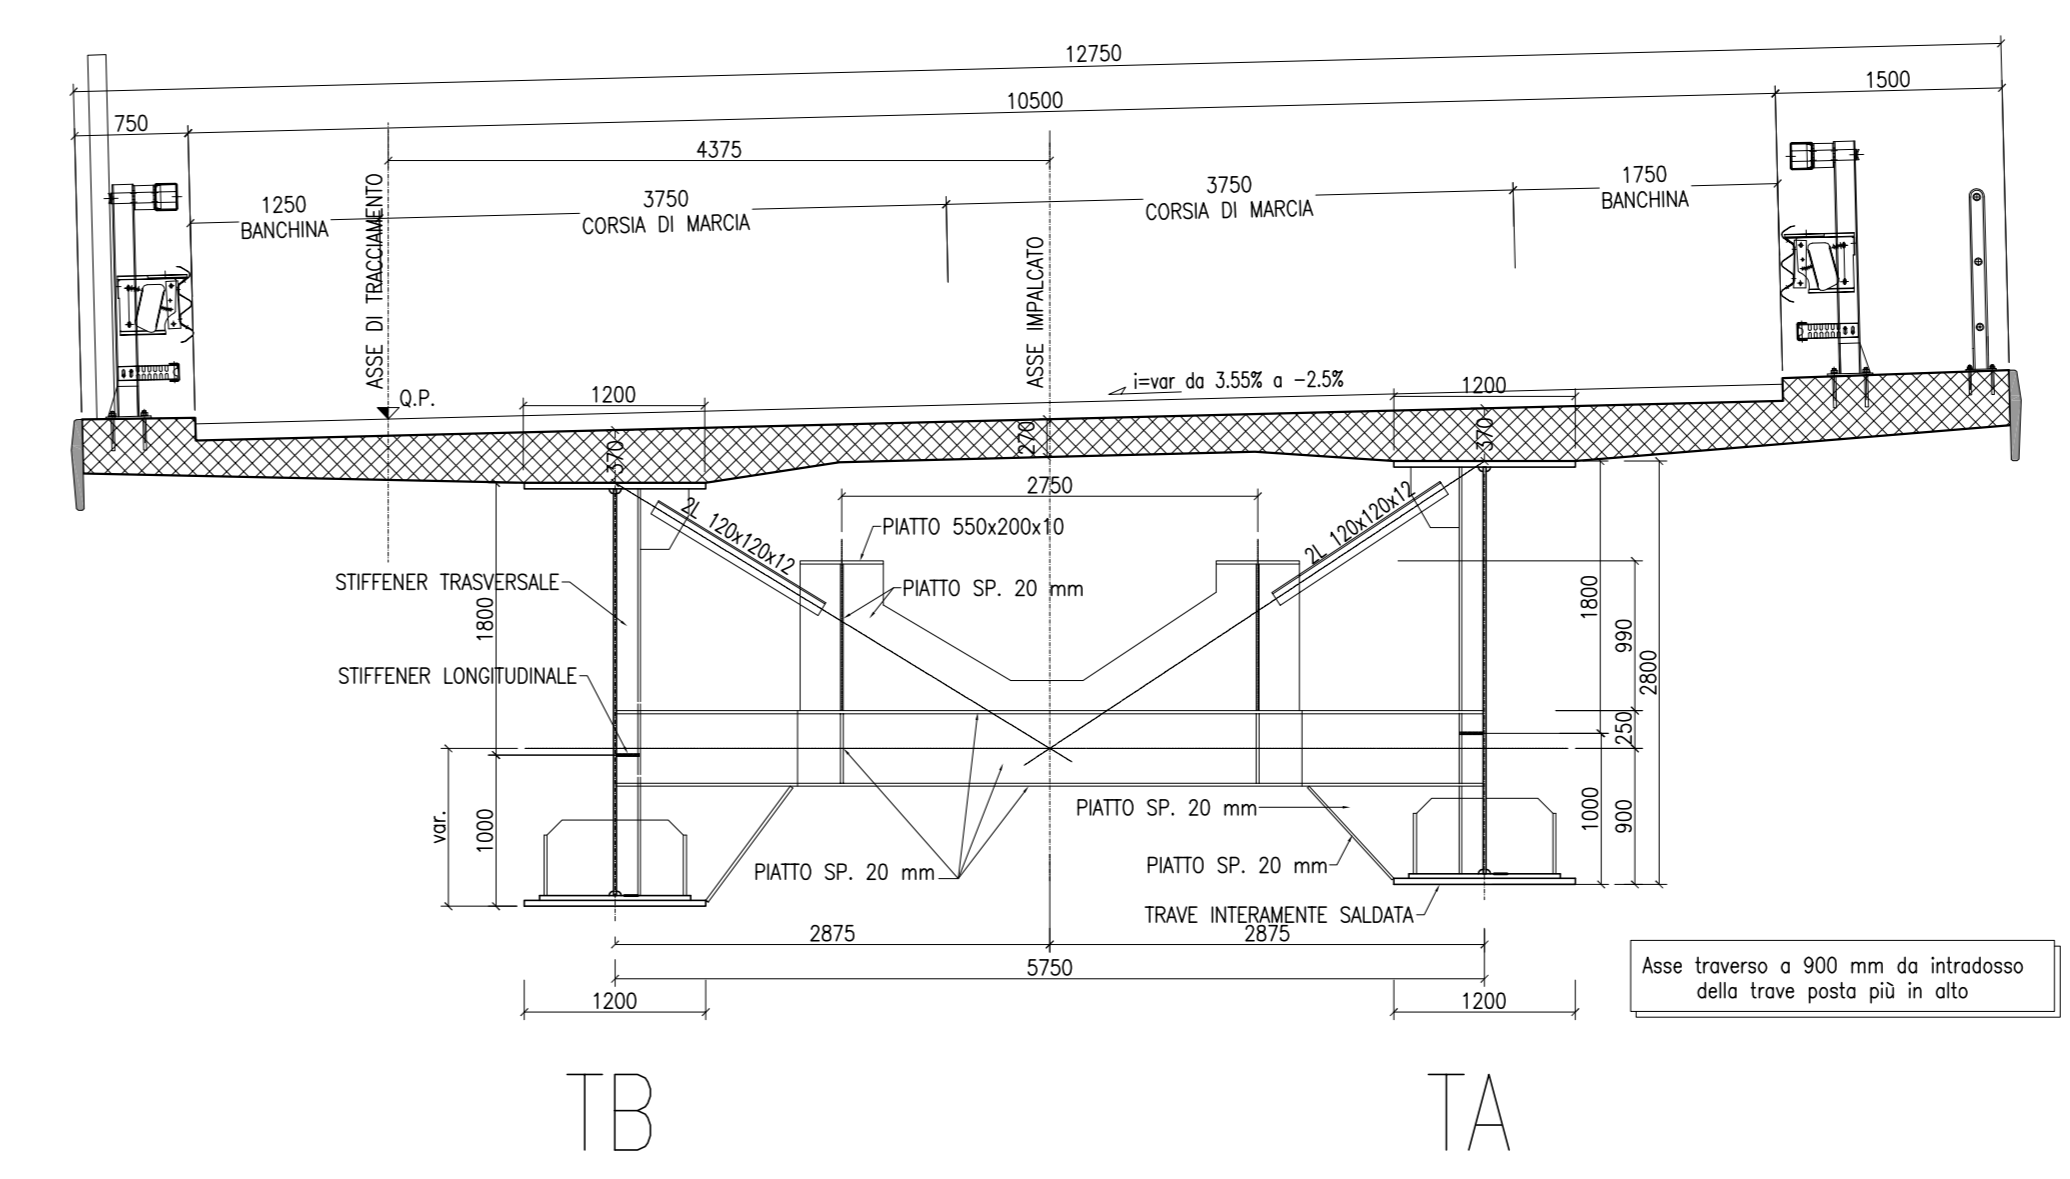 12750
750
10500
1500
4375
1250
BANCHINA
ASSE DI TRACCIAMENTO
3750
CORSIA DI MARCIA
ASSE IMPALCATO
3750
CORSIA DI MARCIA
1750
BANCHINA
Q.P.
1200
i=var da 3.55% a -2.5%
1200
370
270
370
2750
2L 120x120x12
PIATTO 550x200x10
2L 120x120x12
STIFFENER TRASVERSALE
PIATTO SP. 20 mm
1800
1800
990
2800
STIFFENER LONGITUDINALE
250
var.
1000
PIATTO SP. 20 mm
1000
900
PIATTO SP. 20 mm
PIATTO SP. 20 mm
TRAVE INTERAMENTE SALDATA
2875
2875
5750
1200
1200
Asse traverso a 900 mm da intradosso
della trave posta più in alto
TB
TA